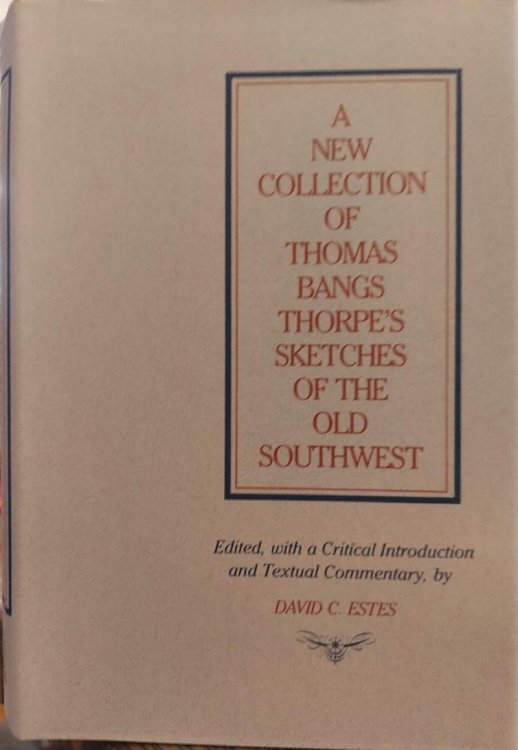 A
NEW
COLLECTION
OF
THOMAS
BANGS
THORPE'S
SKETCHES
OF THE
OLD
SOUTHWEST
Edited, with a Critical Introduction
and Textual Commentary, by
DAVID C. ESTES